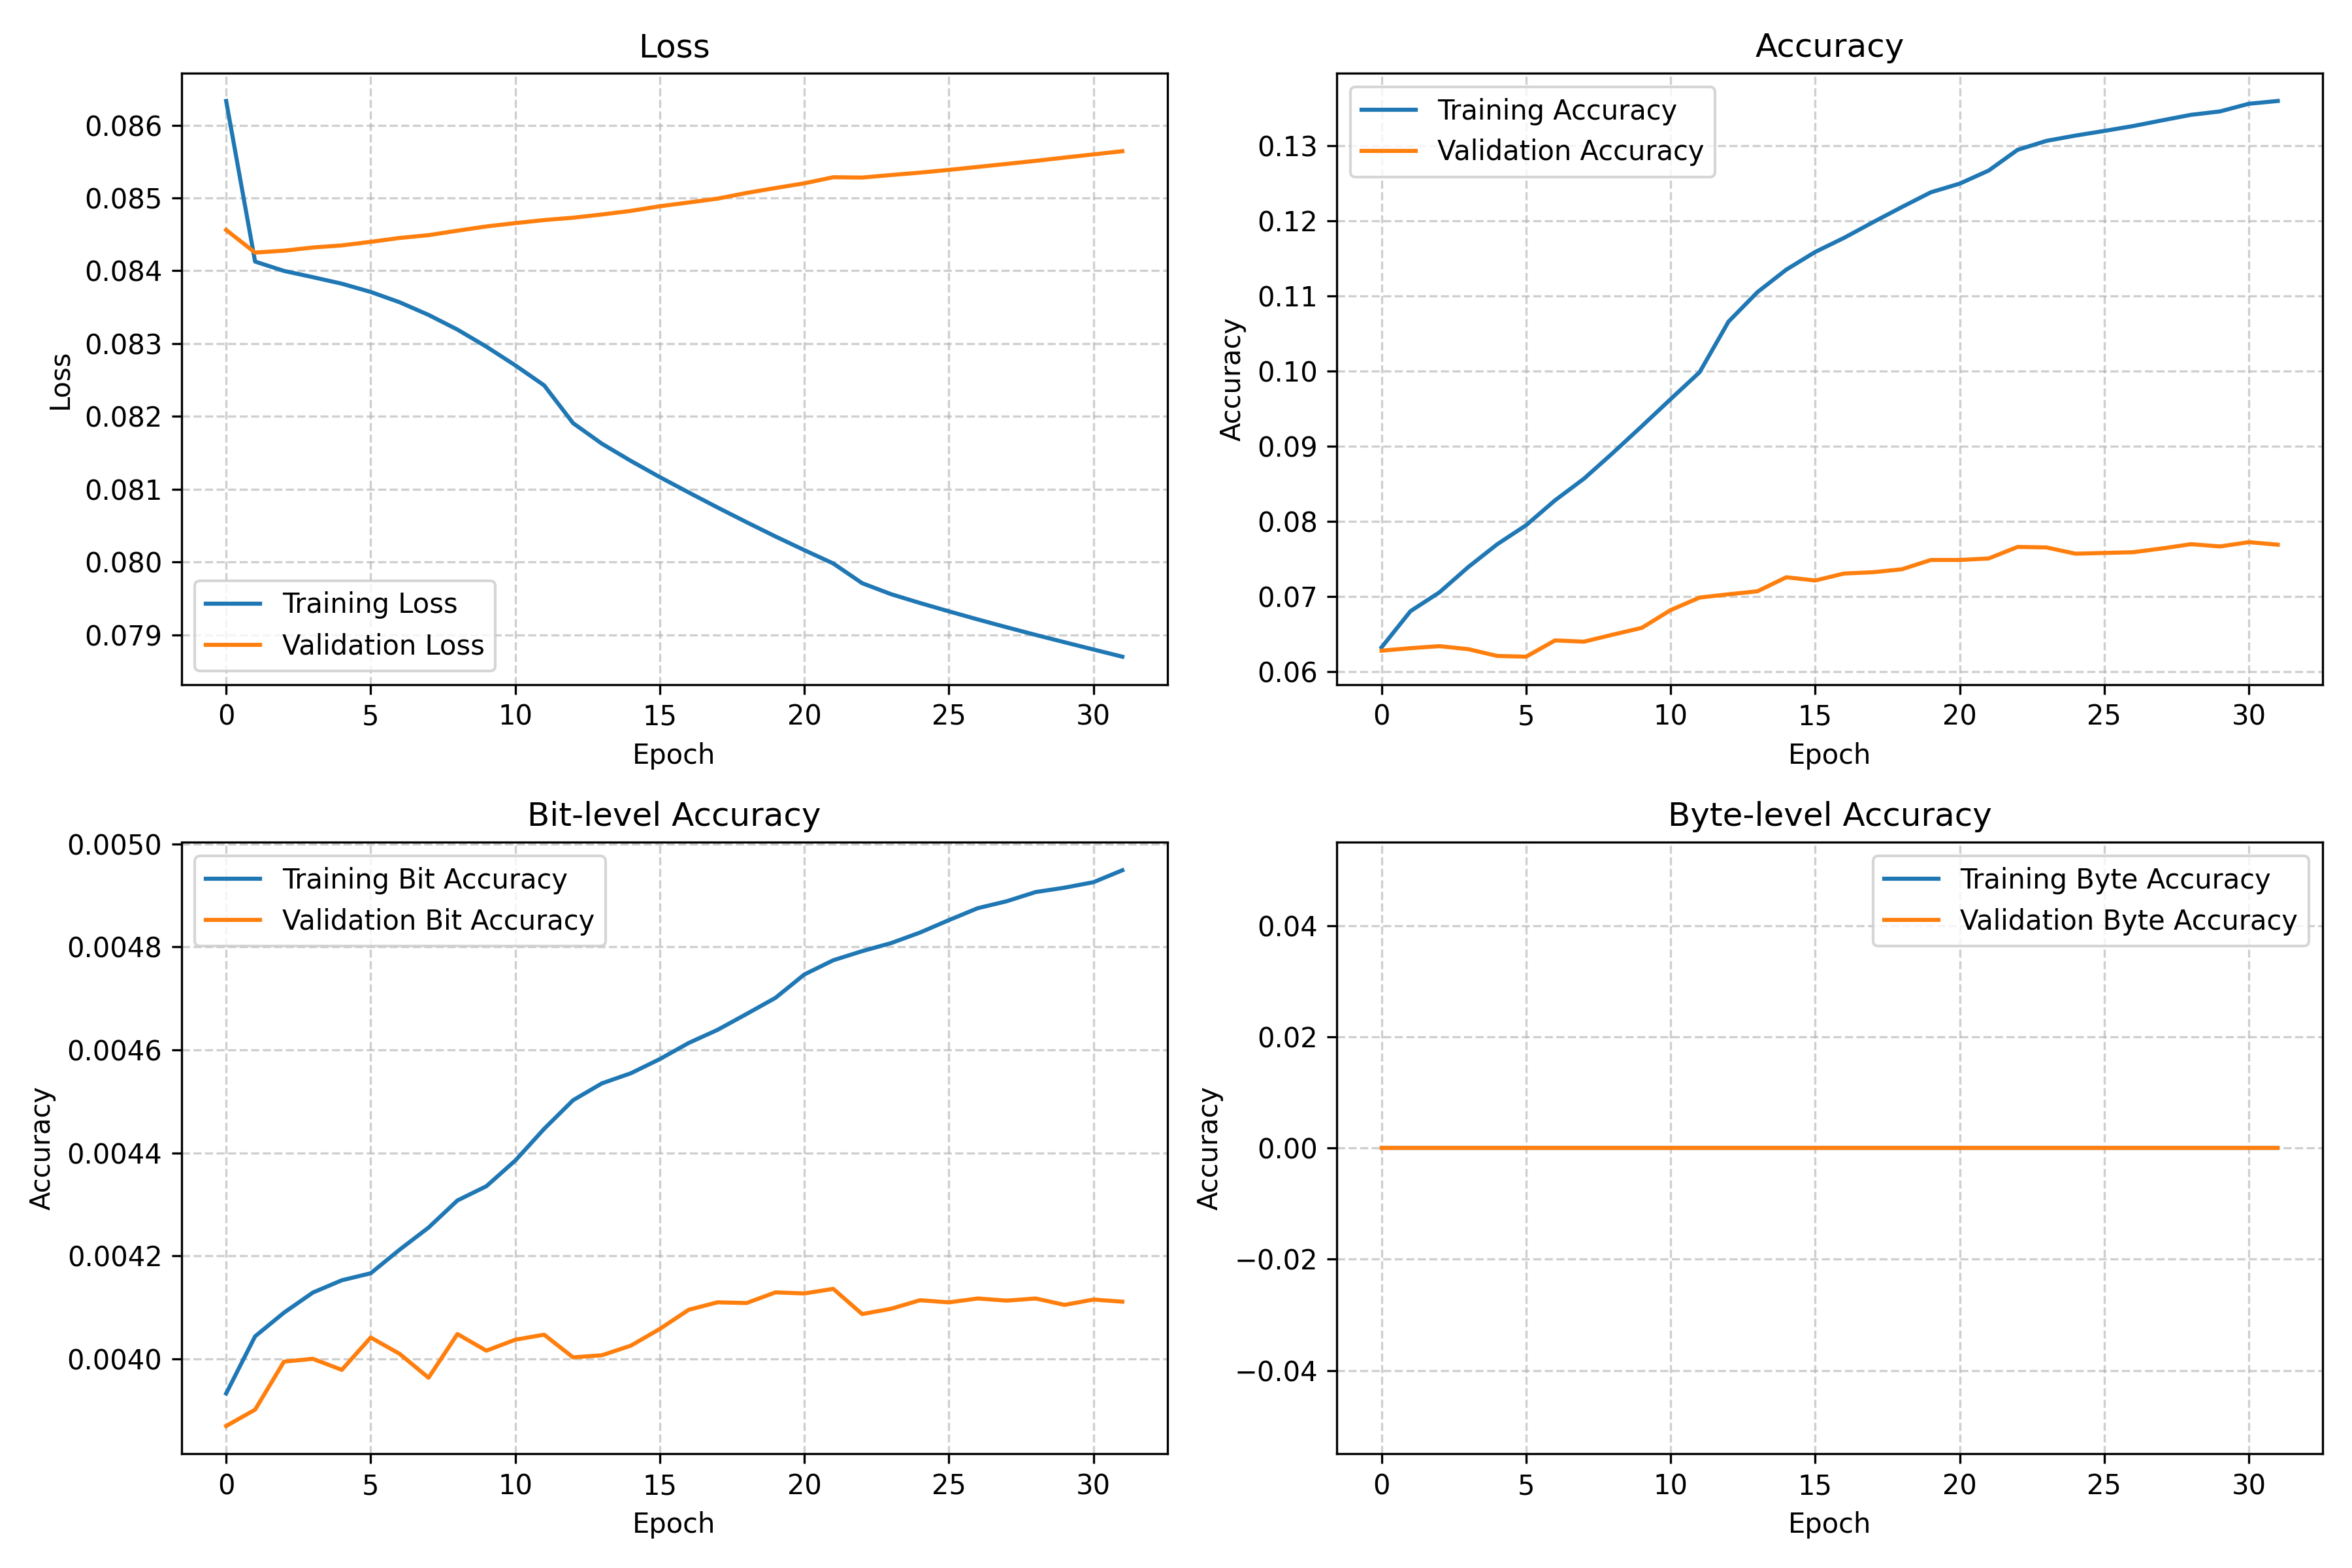 Loss
0.086
0.085
0.084
0.083
0.082
0.081
0.080
0.079
Loss
Training Loss
Validation Loss
0 5 10 15 20 25 30
Epoch
Accuracy
Training Accuracy
Validation Accuracy
0.13
0.12
0.11
0.10
0.09
0.08
0.07
0.06
Accuracy
0 5 10 15 20 25 30
Epoch
Bit-level Accuracy
Training Bit Accuracy
Validation Bit Accuracy
0.0050
0.0048
0.0046
0.0044
0.0042
0.0040
Accuracy
0 5 10 15 20 25 30
Epoch
Byte-level Accuracy
Training Byte Accuracy
Validation Byte Accuracy
0.04
0.02
0.00
−0.02
−0.04
Accuracy
0 5 10 15 20 25 30
Epoch